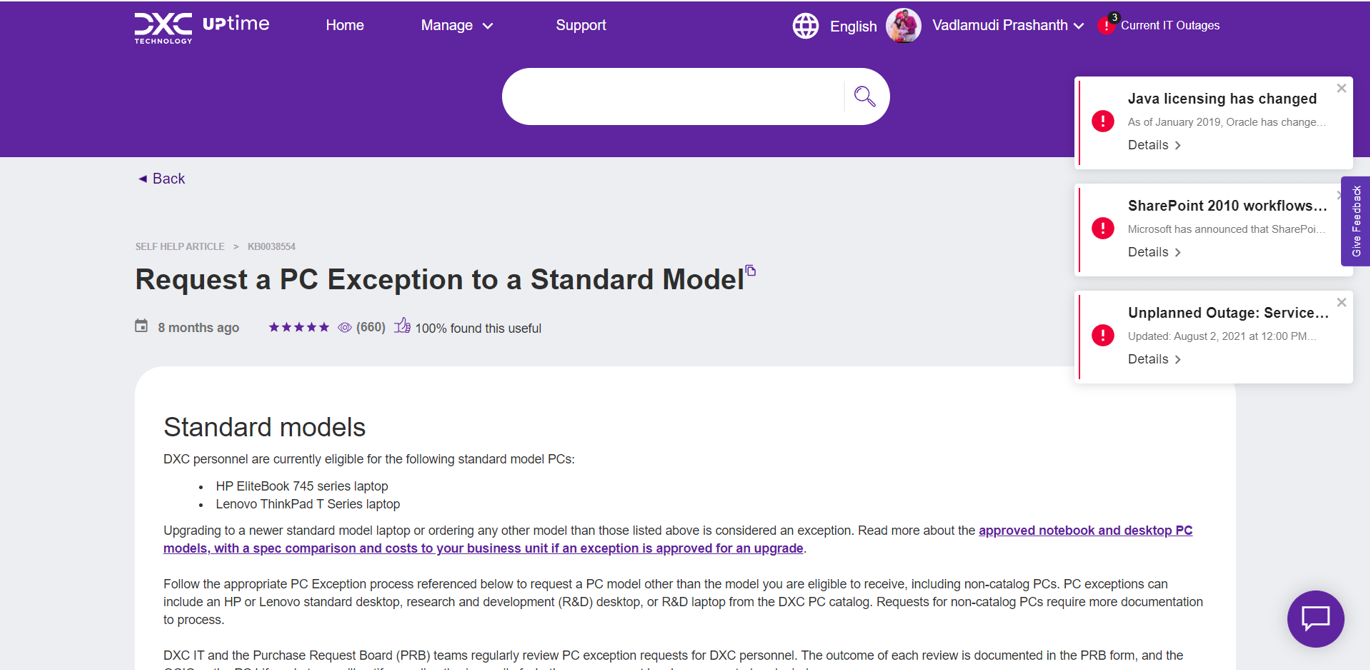 DXC TECHNOLOGY UPtime
Home
Manage
Support
English
Vadlamudi Prashanth
3
Current IT Outages
Java licensing has changed
As of January 2019, Oracle has change...
Details >
SharePoint 2010 workflows...
Microsoft has announced that SharePoi...
Details >
Unplanned Outage: Service...
Updated: August 2, 2021 at 12:00 PM...
Details >
Give Feedback
◄ Back
SELF HELP ARTICLE > KB0038554
Request a PC Exception to a Standard Model
8 months ago ★★★★★ (660) 100% found this useful
Standard models
DXC personnel are currently eligible for the following standard model PCs:
• HP EliteBook 745 series laptop
• Lenovo ThinkPad T Series laptop
Upgrading to a newer standard model laptop or ordering any other model than those listed above is considered an exception. Read more about the approved notebook and desktop PC
models, with a spec comparison and costs to your business unit if an exception is approved for an upgrade.
Follow the appropriate PC Exception process referenced below to request a PC model other than the model you are eligible to receive, including non-catalog PCs. PC exceptions can
include an HP or Lenovo standard desktop, research and development (R&D) desktop, or R&D laptop from the DXC PC catalog. Requests for non-catalog PCs require more documentation
to process.
DXC IT and the Purchase Request Board (PRB) teams regularly review PC exception requests for DXC personnel. The outcome of each review is documented in the PRB form, and the